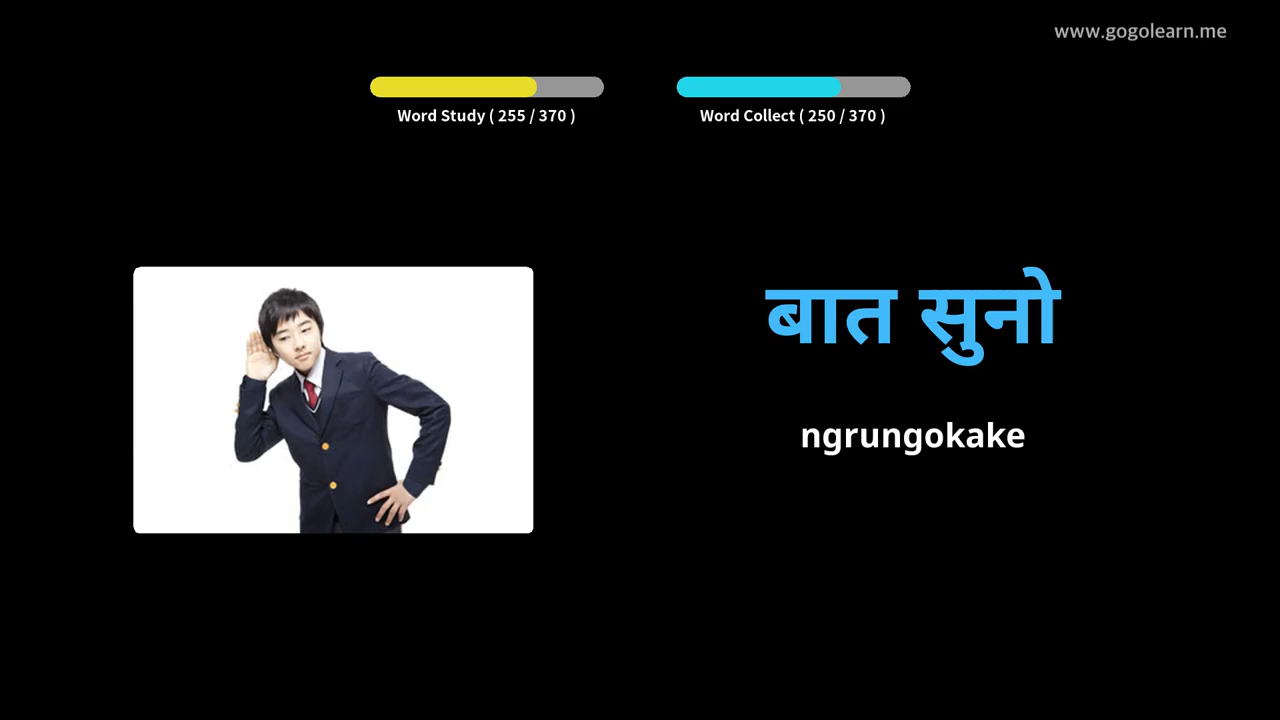 www.gogolearn.me
Word Study ( 255 / 370 )
Word Collect ( 250 / 370 )
बात सुनो
ngrungokake